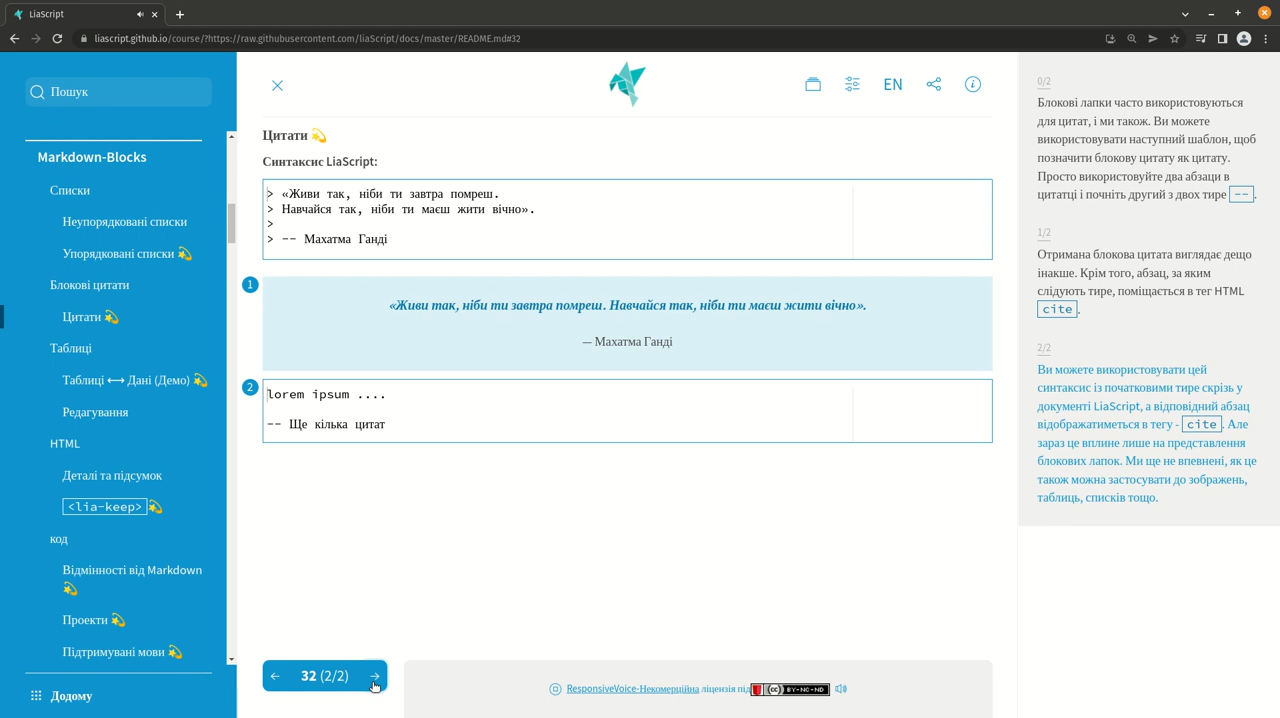 LiaScript
liascript.github.io/course/?https://raw.githubusercontent.com/liaScript/docs/master/README.md#32
Пошук
Markdown-Blocks
Списки
Неупорядковані списки
Упорядковані списки 💫
Блокові цитати
Цитати 💫
Таблиці
Таблиці ⟷ Дані (Демо) 💫
Редагування
HTML
Деталі та підсумок
<lia-keep> 💫
код
Відмінності від Markdown
💫
Проекти 💫
Підтримувані мови 💫
Додому
EN
Цитати 💫
Синтаксис LiaScript:
> «Живи так, ніби ти завтра помреш.
> Навчайся так, ніби ти маєш жити вічно».
>
> -- Махатма Ганді
1
«Живи так, ніби ти завтра помреш. Навчайся так, ніби ти маєш жити вічно».
— Махатма Ганді
2
lorem ipsum ....
-- Ще кілька цитат
← 32 (2/2) →
ResponsiveVoice-Некомерційна ліцензія під
(cc) BY-NC-ND
0/2
Блокові лапки часто використовуються
для цитат, і ми також. Ви можете
використовувати наступний шаблон, щоб
позначити блокову цитату як цитату.
Просто використовуйте два абзаци в
цитатці і почніть другий з двох тире -- .
1/2
Отримана блокова цитата виглядає дещо
інакше. Крім того, абзац, за яким
слідують тире, поміщається в тег HTML
cite .
2/2
Ви можете використовувати цей
синтаксис із початковими тире скрізь у
документі LiaScript, а відповідний абзац
відображатиметься в тегу - cite . Але
зараз це вплине лише на представлення
блокових лапок. Ми ще не впевнені, як це
також можна застосувати до зображень,
таблиць, списків тощо.